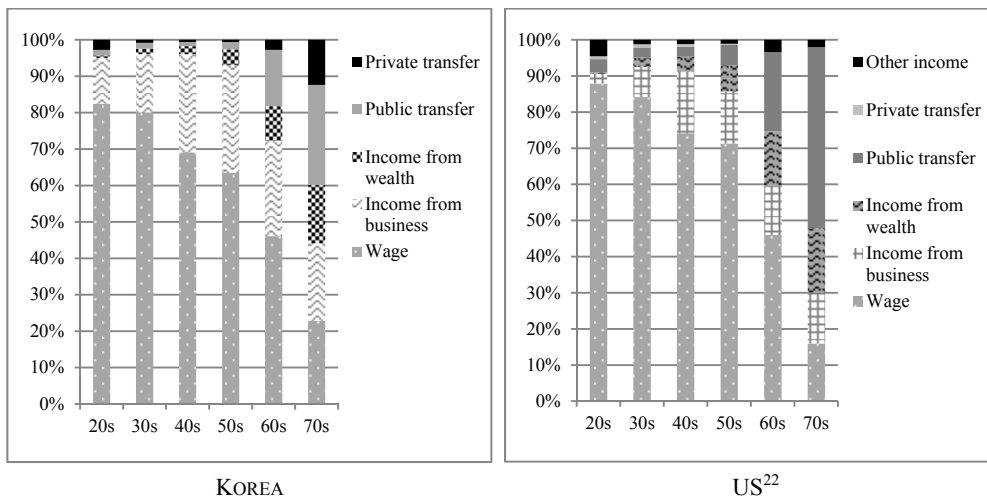 100%
90%
80%
70%
60%
50%
40%
30%
20%
10%
0%
20s 30s 40s 50s 60s 70s
Private transfer
Public transfer
Income from
wealth
Income from
business
Wage
KOREA
100%
90%
80%
70%
60%
50%
40%
30%
20%
10%
0%
20s 30s 40s 50s 60s 70s
Other income
Private transfer
Public transfer
Income from
wealth
Income from
business
Wage
US22